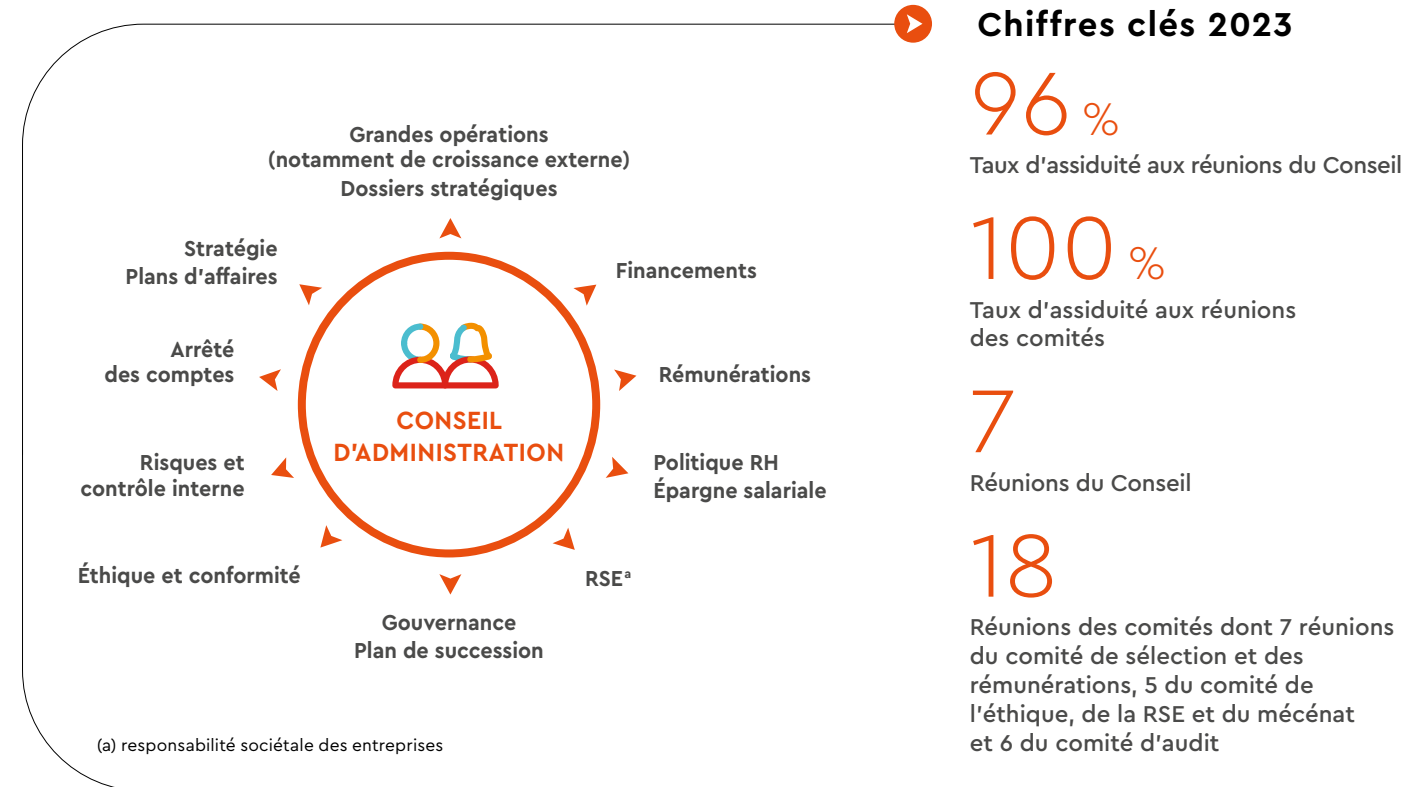 Chiffres clés 2023
96 %
Taux d'assiduité aux réunions du Conseil
100 %
Taux d'assiduité aux réunions
des comités
7
Réunions du Conseil
18
Réunions des comités dont 7 réunions
du comité de sélection et des
rémunérations, 5 du comité de
l'éthique, de la RSE et du mécénat
et 6 du comité d'audit
Grandes opérations
(notamment de croissance externe)
Dossiers stratégiques
Financements
Rémunérations
Politique RH
Épargne salariale
RSEª
Gouvernance
Plan de succession
Éthique et conformité
Risques et
contrôle interne
Arrêté
des comptes
Stratégie
Plans d'affaires
CONSEIL
D'ADMINISTRATION
(a) responsabilité sociétale des entreprises